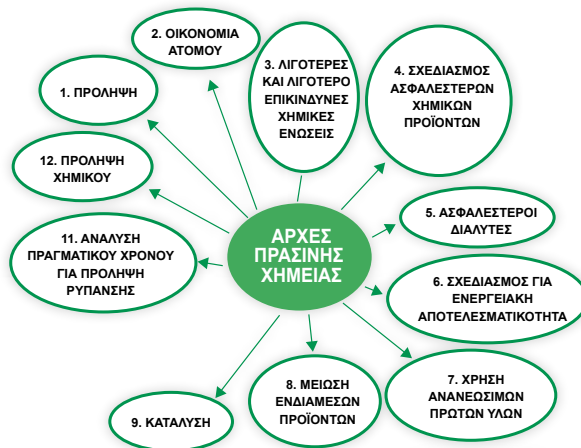 ΑΡΧΕΣ
ΠΡΑΣΙΝΗΣ
ΧΗΜΕΙΑΣ
1. ΠΡΟΛΗΨΗ
2. ΟΙΚΟΝΟΜΙΑ
ΑΤΟΜΟΥ
3. ΛΙΓΟΤΕΡΕΣ
ΚΑΙ ΛΙΓΟΤΕΡΟ
ΕΠΙΚΙΝΔΥΝΕΣ
ΧΗΜΙΚΕΣ
ΕΝΩΣΕΙΣ
4. ΣΧΕΔΙΑΣΜΟΣ
ΑΣΦΑΛΕΣΤΕΡΩΝ
ΧΗΜΙΚΩΝ
ΠΡΟΪΟΝΤΩΝ
5. ΑΣΦΑΛΕΣΤΕΡΟΙ
ΔΙΑΛΥΤΕΣ
6. ΣΧΕΔΙΑΣΜΟΣ ΓΙΑ
ΕΝΕΡΓΕΙΑΚΗ
ΑΠΟΤΕΛΕΣΜΑΤΙΚΟΤΗΤΑ
7. ΧΡΗΣΗ
ΑΝΑΝΕΩΣΙΜΩΝ
ΠΡΩΤΩΝ ΥΛΩΝ
8. ΜΕΙΩΣΗ
ΕΝΔΙΑΜΕΣΩΝ
ΠΡΟΪΟΝΤΩΝ
9. ΚΑΤΑΛΥΣΗ
11. ΑΝΑΛΥΣΗ
ΠΡΑΓΜΑΤΙΚΟΥ ΧΡΟΝΟΥ
ΓΙΑ ΠΡΟΛΗΨΗ
ΡΥΠΑΝΣΗΣ
12. ΠΡΟΛΗΨΗ
ΧΗΜΙΚΟΥ